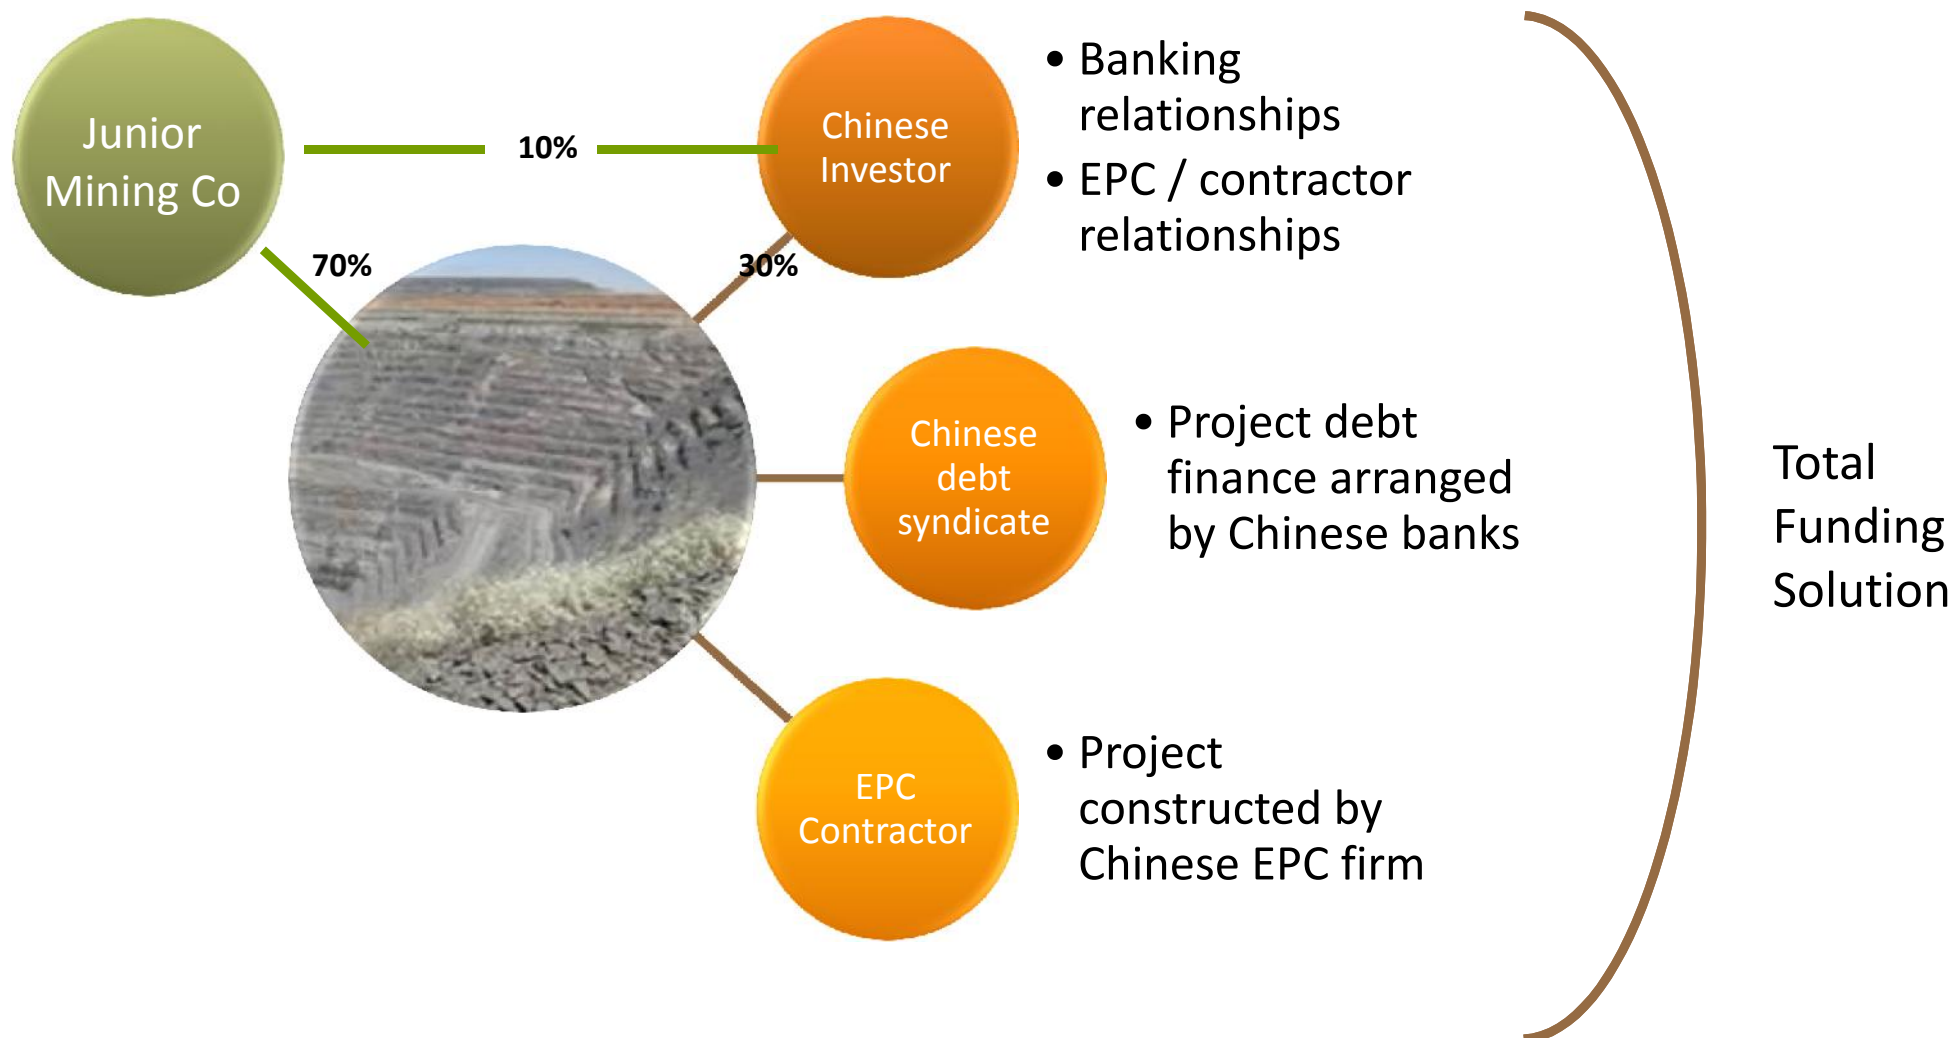 Junior
Mining Co
10%
Chinese
Investor
• Banking
relationships
• EPC / contractor
relationships
70%
30%
Chinese
debt
syndicate
• Project debt
finance arranged
by Chinese banks
EPC
Contractor
• Project
constructed by
Chinese EPC firm
Total
Funding
Solution